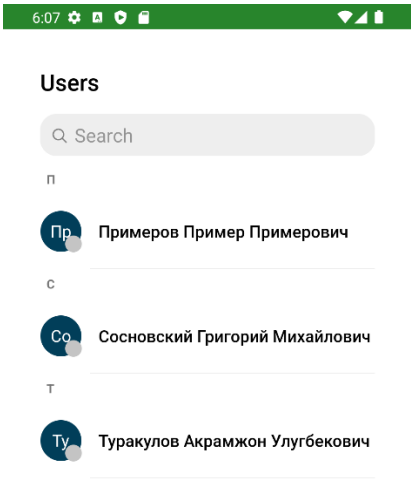 6:07
Users
Search
П
Пр Примеров Пример Примерович
С
Со Сосновский Григорий Михайлович
Т
Ту Туракулов Акрамжон Улугбекович